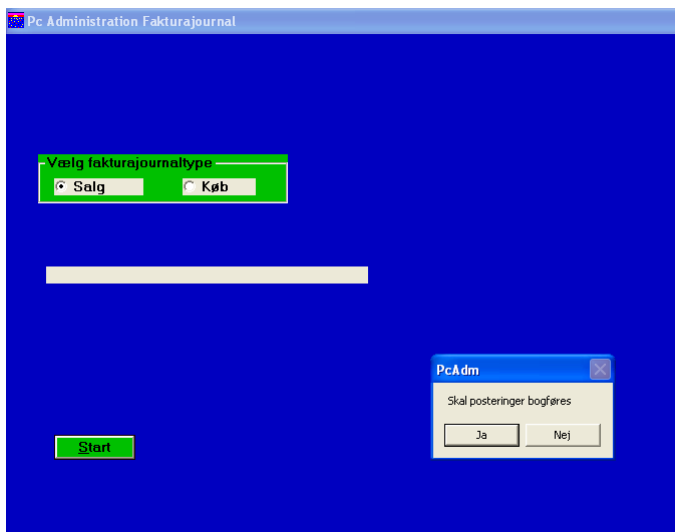 Pc Administration Fakturajournal
Vælg fakturajournaltype
Salg
Køb
PcAdm
Skal posteringer bogføres
Ja
Nej
Start